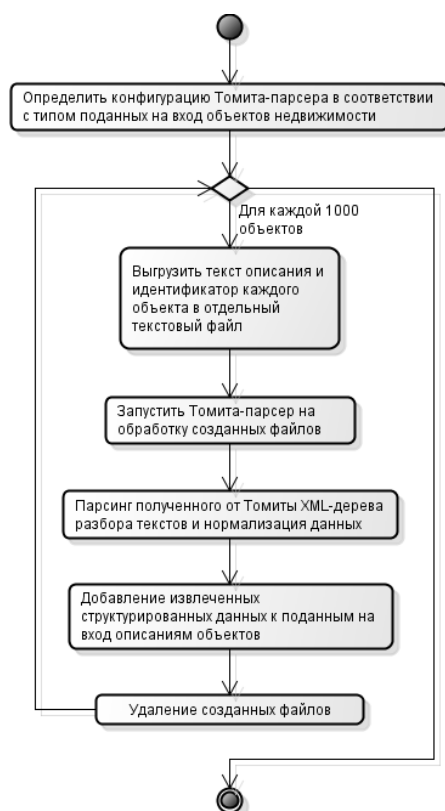 Определить конфигурацию Томита-парсера в соответствии
с типом поданных на вход объектов недвижимости
Для каждой 1000
объектов
Выгрузить текст описания и
идентификатор каждого
объекта в отдельный
текстовый файл
Запустить Томита-парсер на
обработку созданных файлов
Парсинг полученного от Томиты XML-дерева
разбора текстов и нормализация данных
Добавление извлеченных
структурированных данных к поданным на
вход описаниям объектов
Удаление созданных файлов